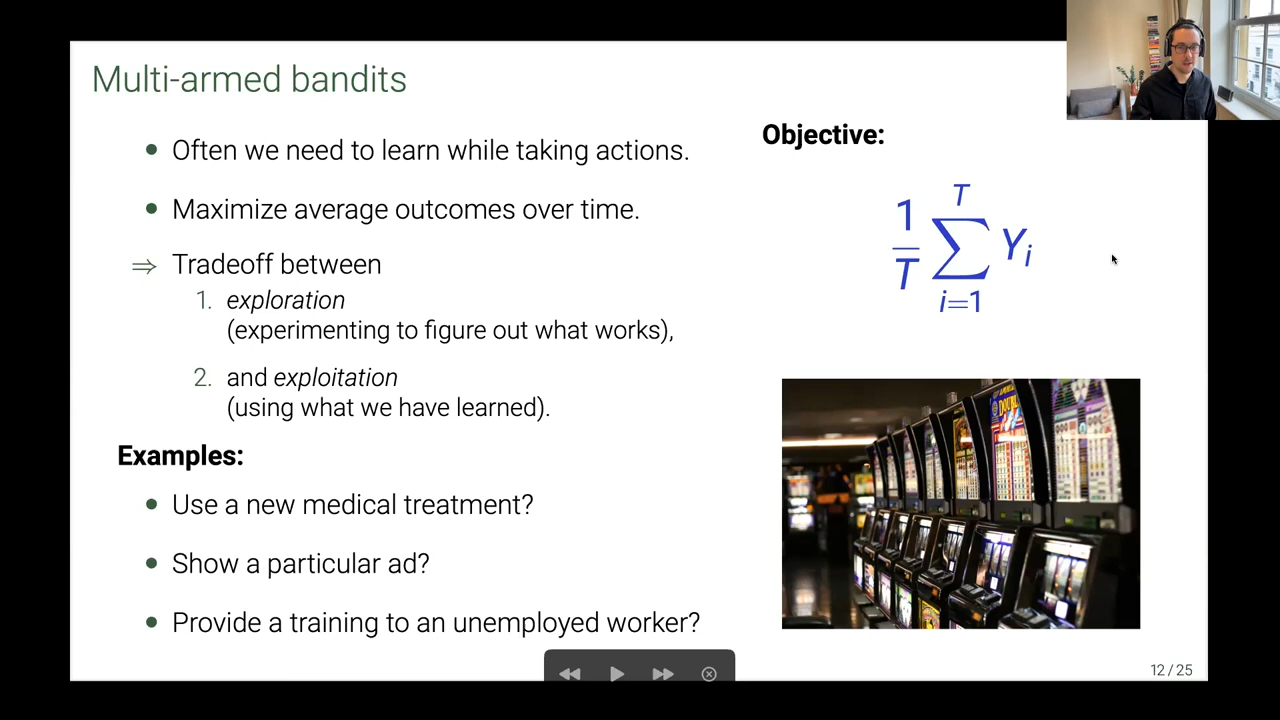 Multi-armed bandits
• Often we need to learn while taking actions.
• Maximize average outcomes over time.
⇒ Tradeoff between
1. exploration
(experimenting to figure out what works),
2. and exploitation
(using what we have learned).
Examples:
• Use a new medical treatment?
• Show a particular ad?
• Provide a training to an unemployed worker?
Objective:
1/T ∑_{i=1}^{T} Y_i
DOUBL
12 / 25